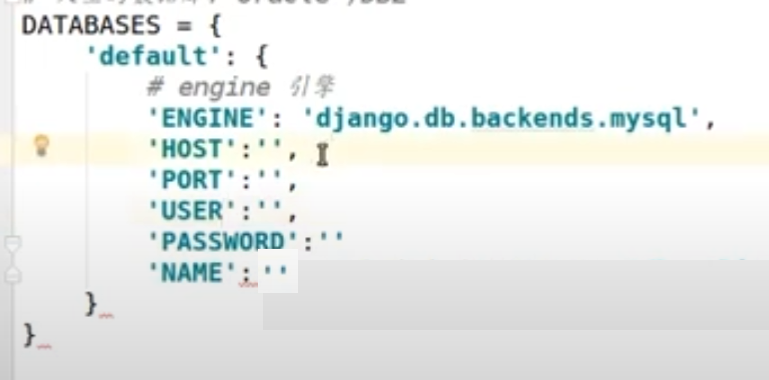 DATABASES = {
'default': {
# engine 引擎
'ENGINE': 'django.db.backends.mysql',
'HOST':'',
'PORT':'',
'USER':'',
'PASSWORD':''
'NAME':''
}
}